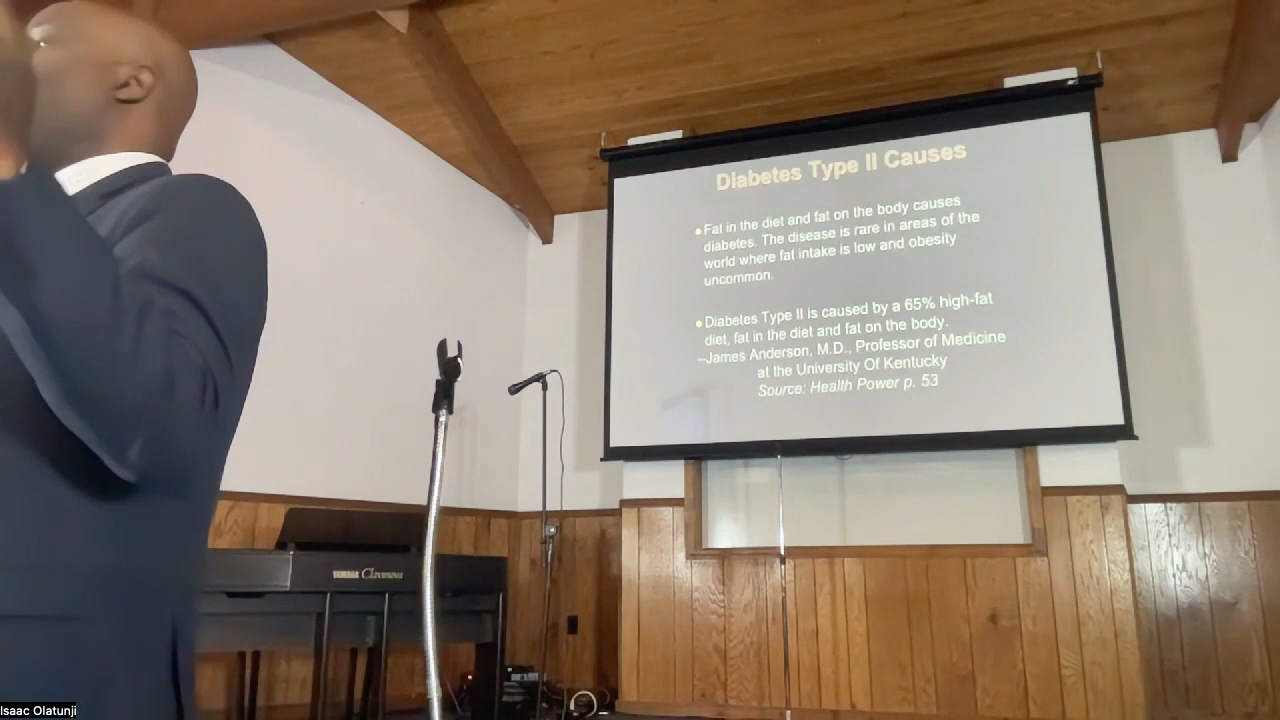 Diabetes Type II Causes
●Fat in the diet and fat on the body causes
diabetes. The disease is rare in areas of the
world where fat intake is low and obesity
uncommon.
●Diabetes Type II is caused by a 65% high-fat
diet, fat in the diet and fat on the body.
--James Anderson, M.D., Professor of Medicine
at the University Of Kentucky
Source: Health Power p. 53
YAMAHA Clavinova
Isaac Olatunji